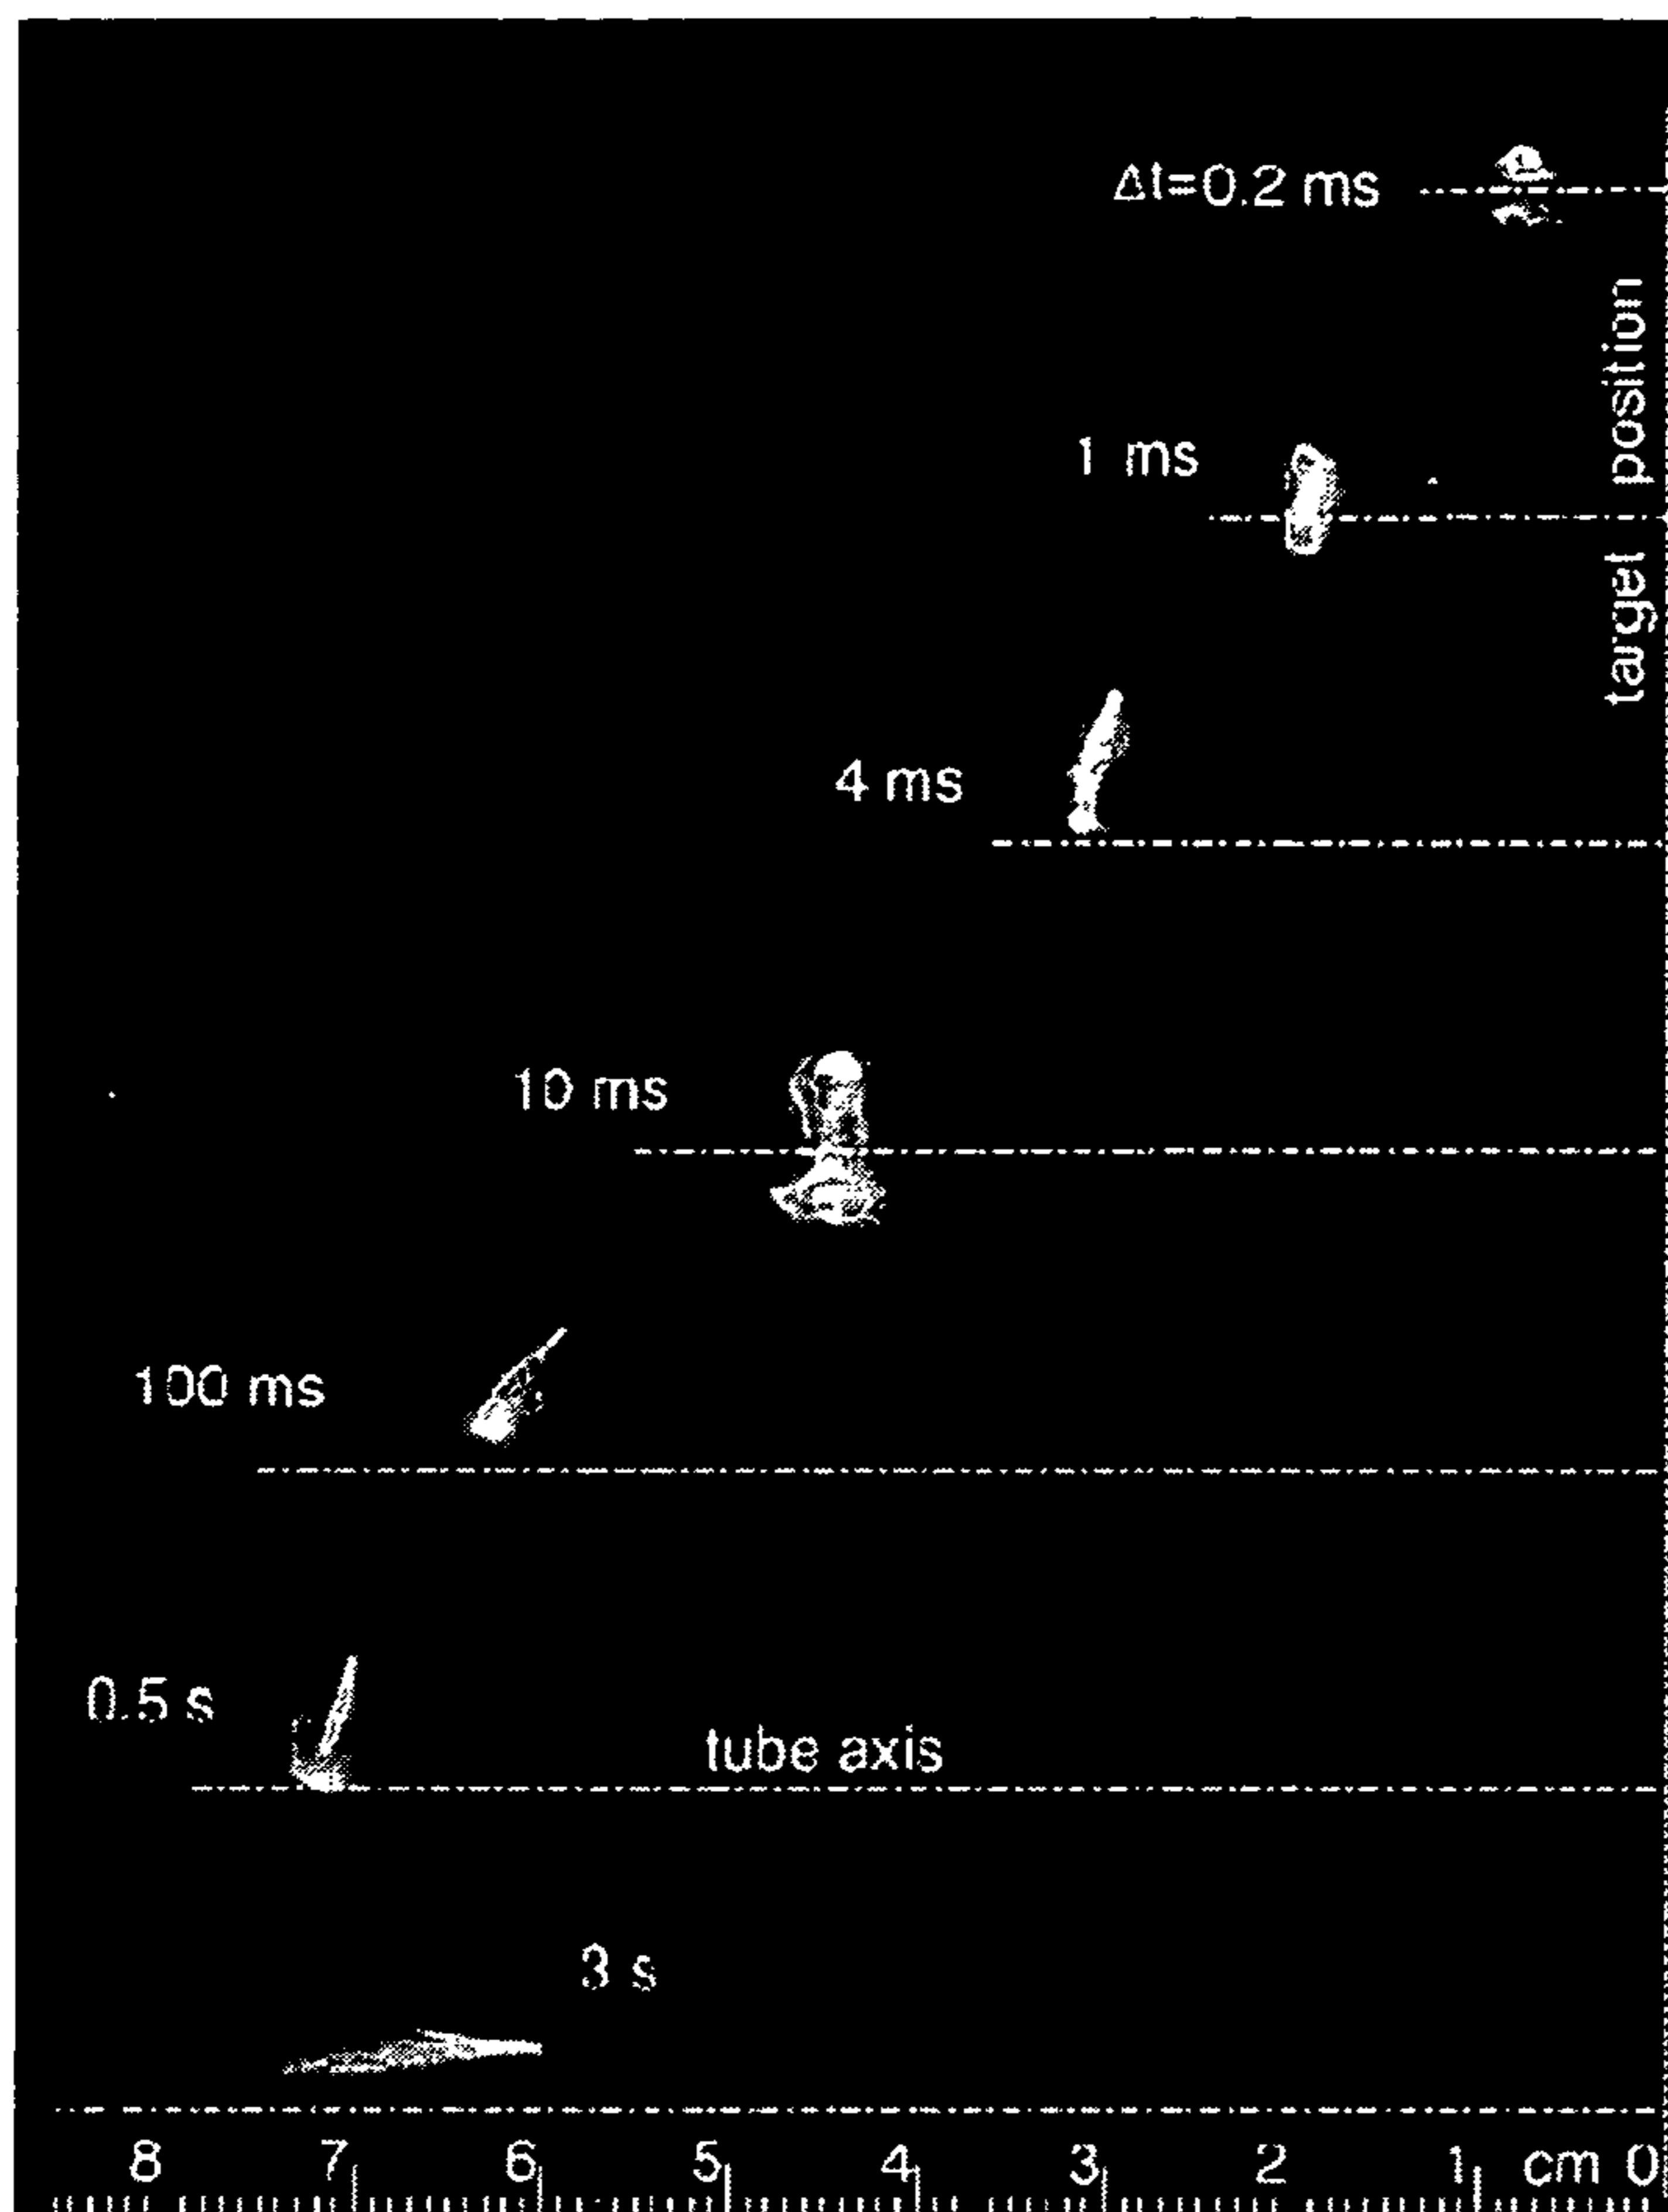 Δt=0.2 ms
target position
1 ms
4 ms
10 ms
100 ms
0.5 s
tube axis
3 s
8 7 6 5 4 3 2 1 cm 0